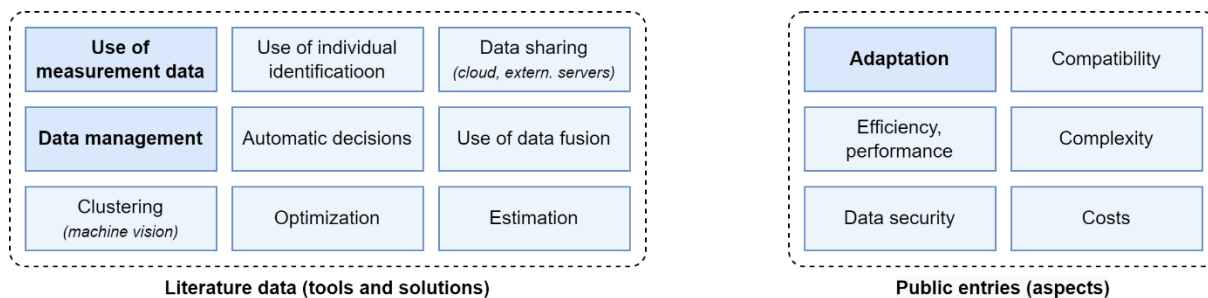 Use of
measurement data
Use of individual
identificatioon
Data sharing
(cloud, extern. servers)
Data management
Automatic decisions
Use of data fusion
Clustering
(machine vision)
Optimization
Estimation
Literature data (tools and solutions)
Adaptation
Compatibility
Efficiency,
performance
Complexity
Data security
Costs
Public entries (aspects)